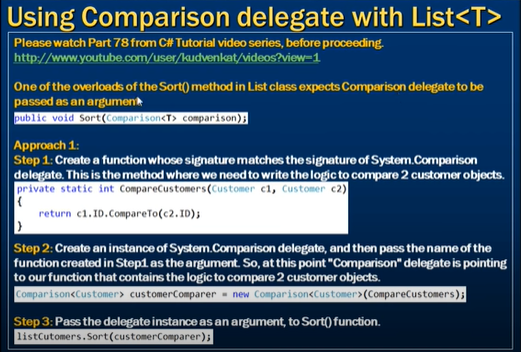 Using Comparison delegate with List<T>
Please watch Part 78 from C# Tutorial video series, before proceeding.
http://www.youtube.com/user/kudvenkat/videos?view=1
One of the overloads of the Sort() method in List class expects Comparison delegate to be
passed as an argument.
public void Sort(Comparison<T> comparison);
Approach 1:
Step 1: Create a function whose signature matches the signature of System.Comparison
delegate. This is the method where we need to write the logic to compare 2 customer objects.
private static int CompareCustomers(Customer c1, Customer c2)
{
return c1.ID.CompareTo(c2.ID);
}
Step 2: Create an instance of System.Comparison delegate, and then pass the name of the
function created in Step1 as the argument. So, at this point "Comparison" delegate is pointing
to our function that contains the logic to compare 2 customer objects.
Comparison<Customer> customerComparer = new Comparison<Customer>(CompareCustomers);
Step 3: Pass the delegate instance as an argument, to Sort() function.
listCutomers.Sort(customerComparer);